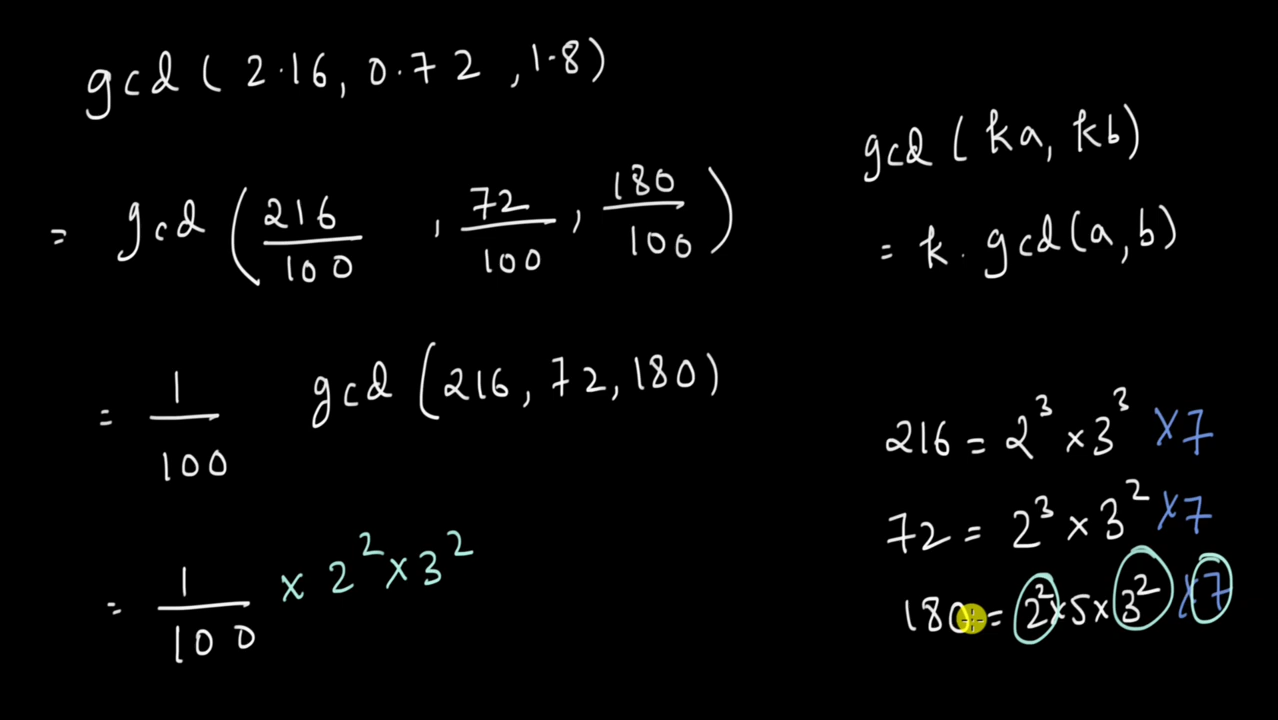 gcd ( 2.16, 0.72, 1.8)
= gcd ( 216/100, 72/100, 180/100 )
= 1/100 gcd (216, 72, 180)
= 1/100 × 2² × 3²
gcd ( ka, kb)
= k. gcd(a, b)
216 = 2³ × 3³ × 7
72 = 2³ × 3² × 7
180 = 2² × 5 × 3² × 7